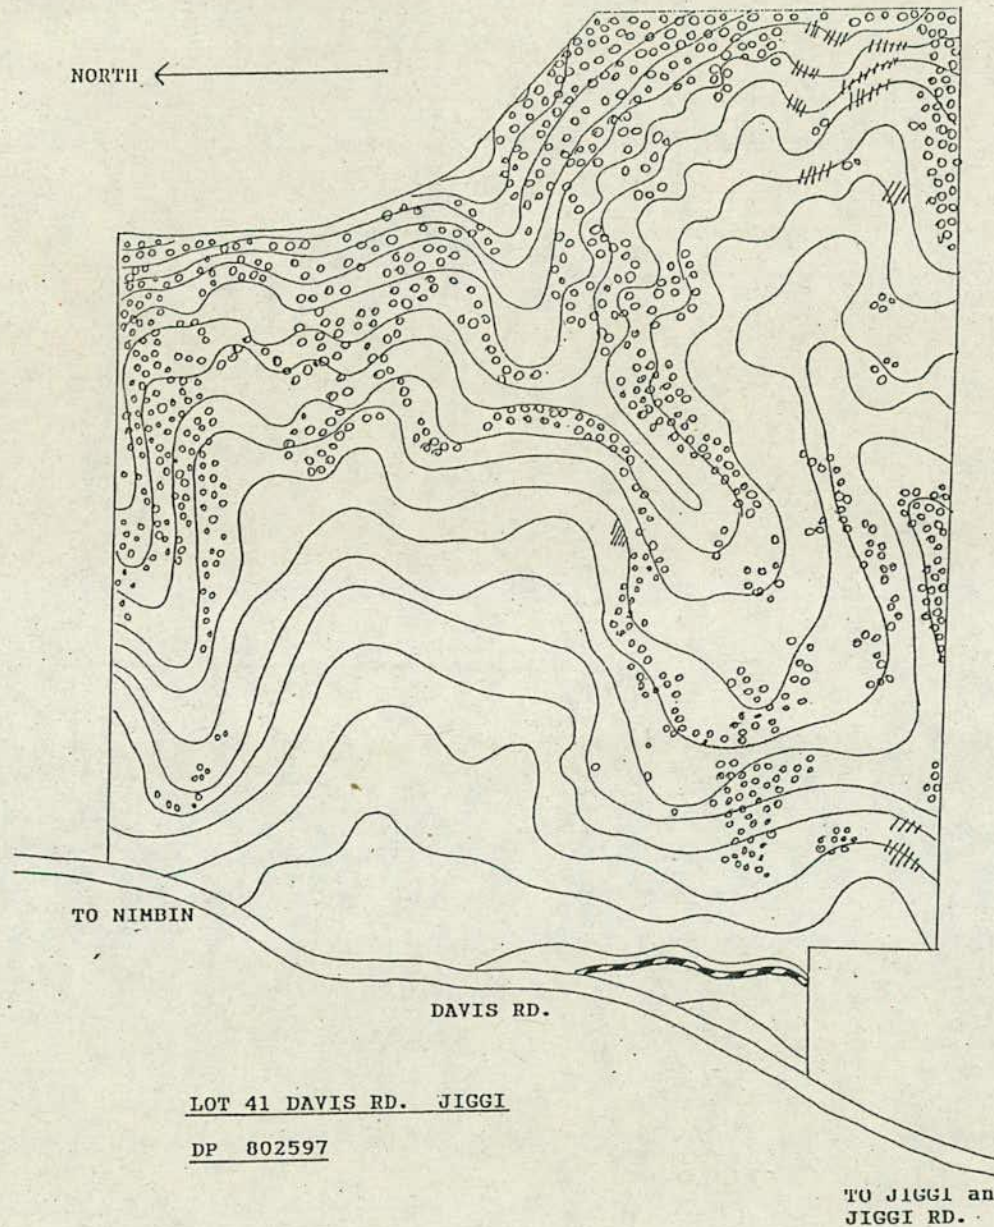 NORTH
TO NIMBIN
DAVIS RD.
LOT 41 DAVIS RD. JIGGI
DP 802597
TO JIGGI an
JIGGI RD.